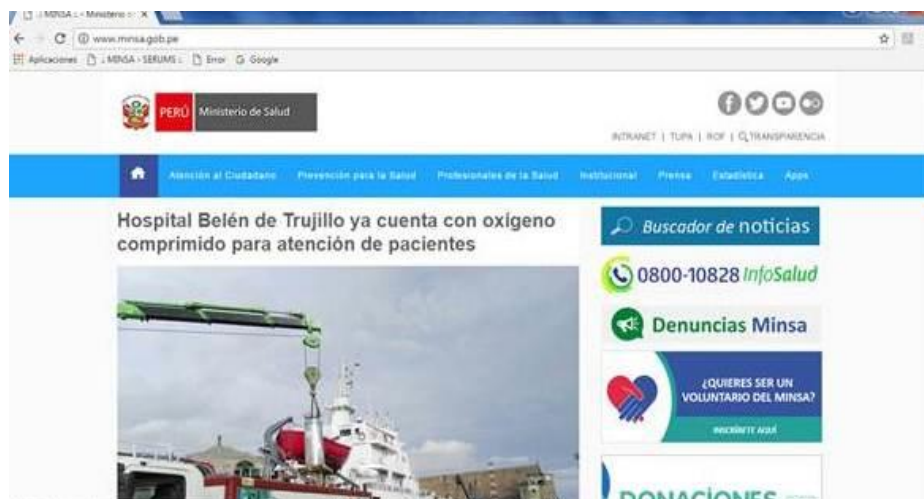 .: MINSA :. - Ministerio de
www.minsa.gob.pe
Aplicaciones .: MINSA - SERUMS :. Error Google
PERÚ Ministerio de Salud
INTRANET | TUPA | ROF | TRANSPARENCIA
Atención al Ciudadano Prevención para la Salud Profesionales de la Salud Institucional Prensa Estadística Apps
Hospital Belén de Trujillo ya cuenta con oxígeno
comprimido para atención de pacientes
Buscador de noticias
0800-10828 InfoSalud
Denuncias Minsa
¿QUIERES SER UN
VOLUNTARIO DEL MINSA?
INSCRÍBETE AQUÍ
DONACIONES